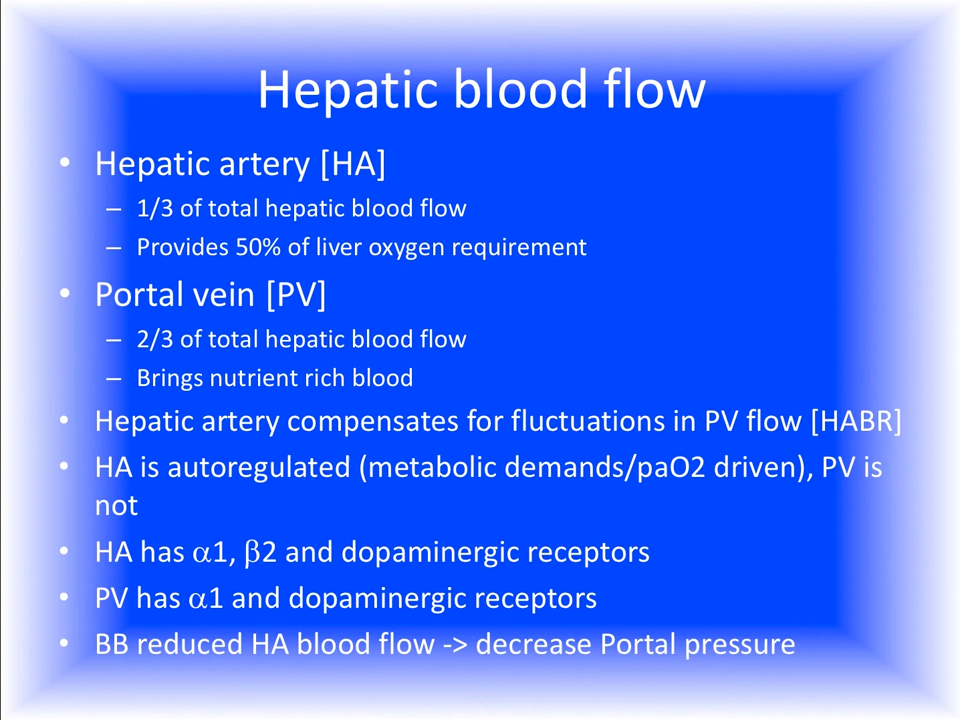 Hepatic blood flow
• Hepatic artery [HA]
– 1/3 of total hepatic blood flow
– Provides 50% of liver oxygen requirement
• Portal vein [PV]
– 2/3 of total hepatic blood flow
– Brings nutrient rich blood
• Hepatic artery compensates for fluctuations in PV flow [HABR]
• HA is autoregulated (metabolic demands/paO2 driven), PV is
not
• HA has α1, β2 and dopaminergic receptors
• PV has α1 and dopaminergic receptors
• BB reduced HA blood flow -> decrease Portal pressure